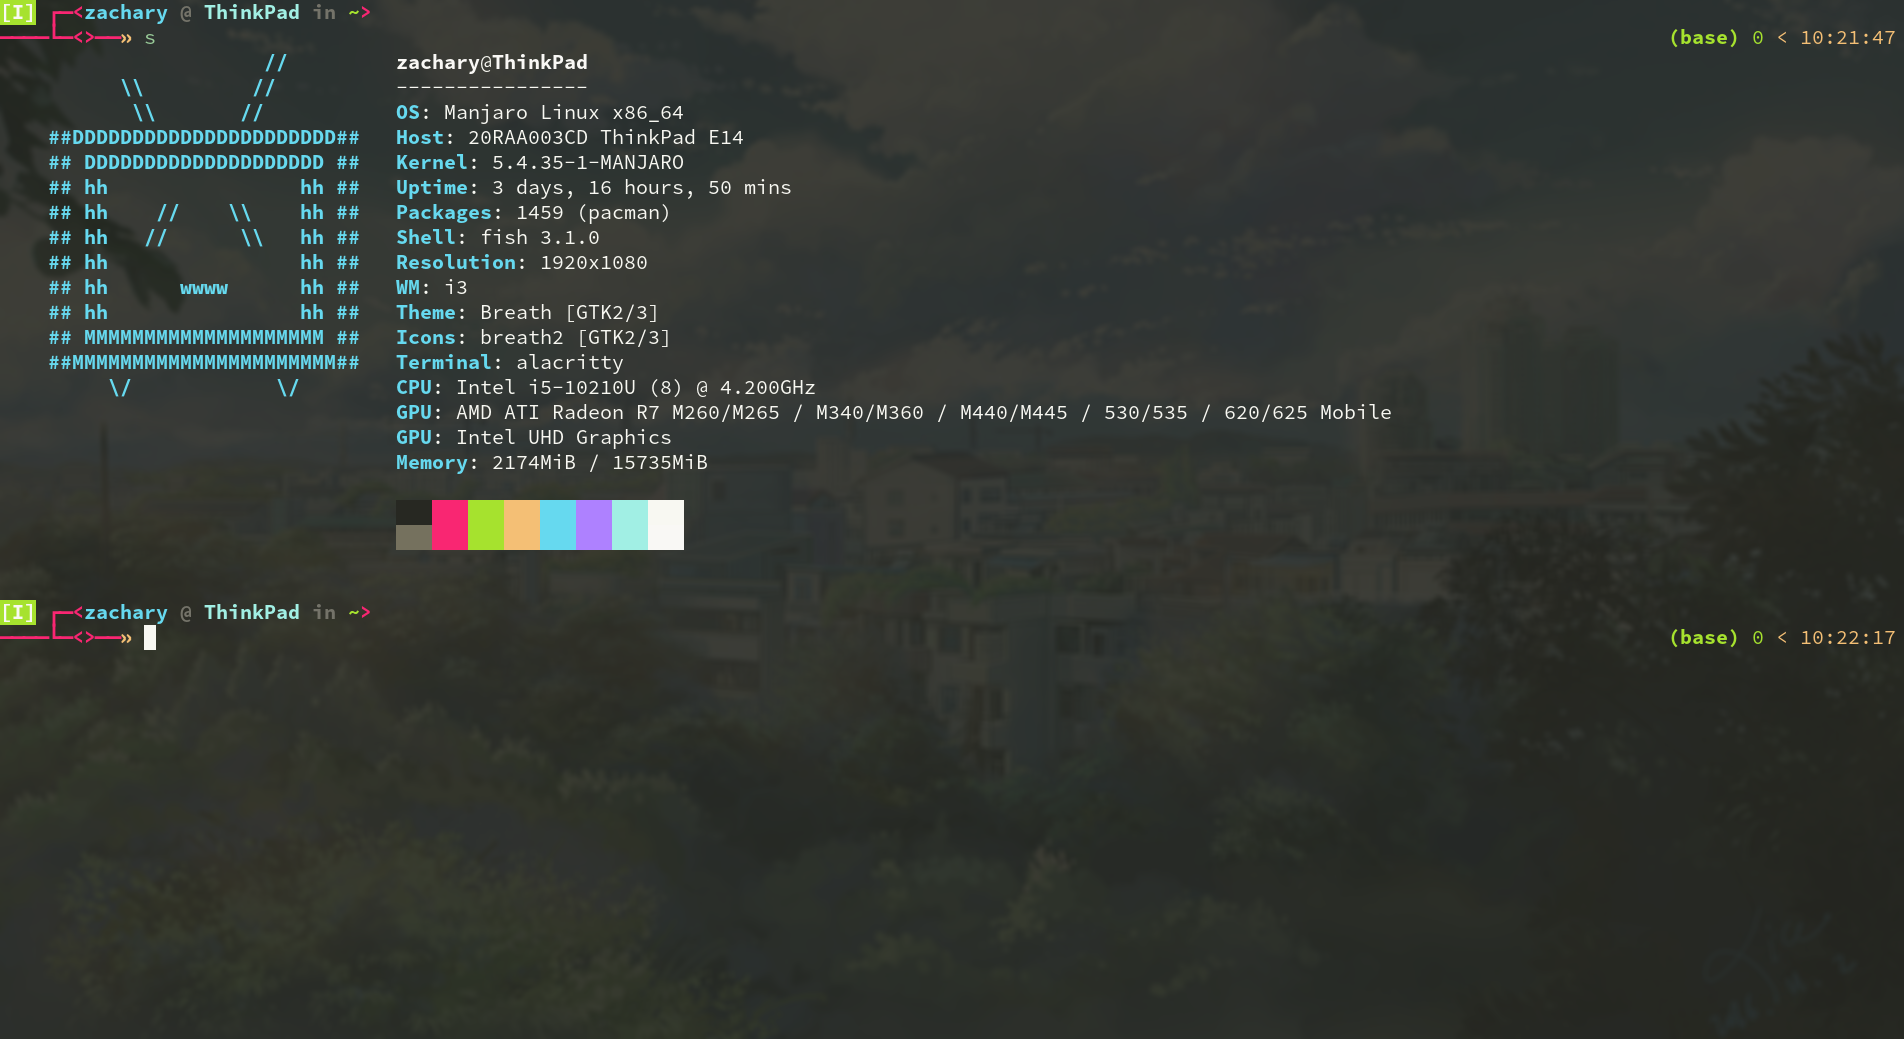 [I] ┌─<zachary @ ThinkPad in ~>
────└─<>──» s (base) 0 < 10:21:47
                  //
      \\         //
       \\       //
##DDDDDDDDDDDDDDDDDDDDDD##
## DDDDDDDDDDDDDDDDDDDD ##
## hh                hh ##
## hh    //    \\    hh ##
## hh   //      \\   hh ##
## hh                hh ##
## hh      wwww      hh ##
## hh                hh ##
## MMMMMMMMMMMMMMMMMMMM ##
##MMMMMMMMMMMMMMMMMMMMMM##
     \/            \/
zachary@ThinkPad
----------------
OS: Manjaro Linux x86_64
Host: 20RAA003CD ThinkPad E14
Kernel: 5.4.35-1-MANJARO
Uptime: 3 days, 16 hours, 50 mins
Packages: 1459 (pacman)
Shell: fish 3.1.0
Resolution: 1920x1080
WM: i3
Theme: Breath [GTK2/3]
Icons: breath2 [GTK2/3]
Terminal: alacritty
CPU: Intel i5-10210U (8) @ 4.200GHz
GPU: AMD ATI Radeon R7 M260/M265 / M340/M360 / M440/M445 / 530/535 / 620/625 Mobile
GPU: Intel UHD Graphics
Memory: 2174MiB / 15735MiB
[I] ┌─<zachary @ ThinkPad in ~>
────└─<>──» (base) 0 < 10:22:17